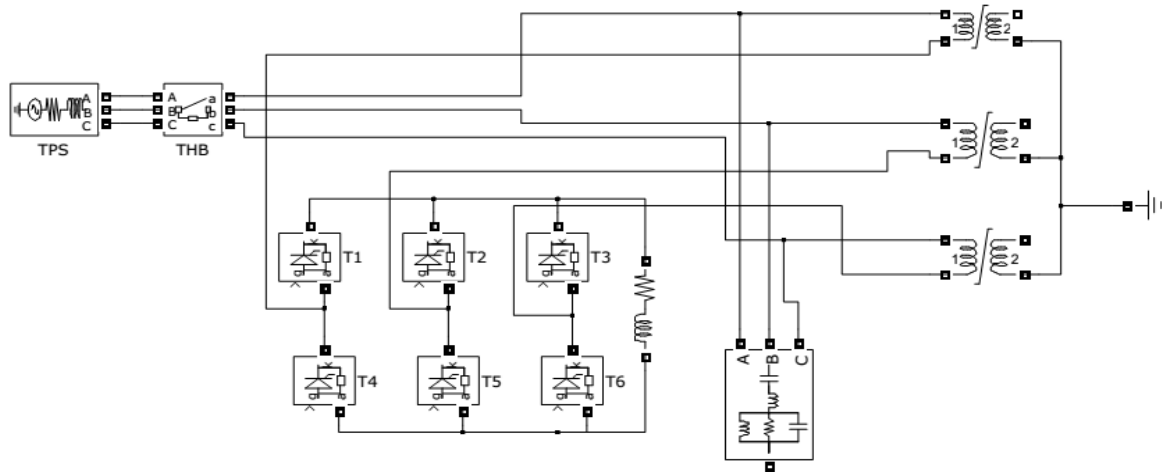 1 2
A A a
B B b
C C c
TPS THB
1 2
T1 T2 T3
1 2
A B C
T4 T5 T6